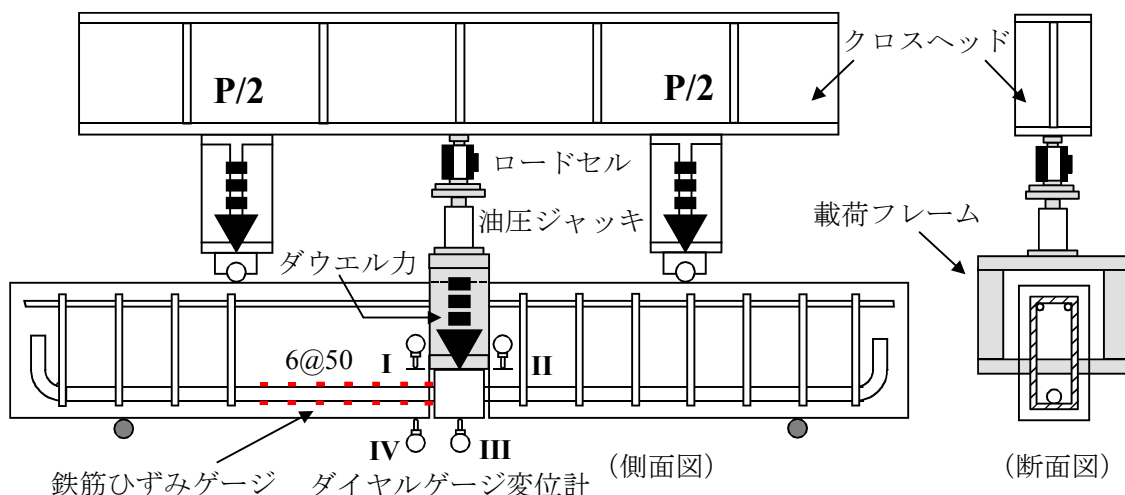 クロスヘッド
P/2
P/2
ロードセル
油圧ジャッキ
載荷フレーム
ダウエル力
6@50
I
II
IV
III
鉄筋ひずみゲージ
ダイヤルゲージ変位計
（側面図）
（断面図）